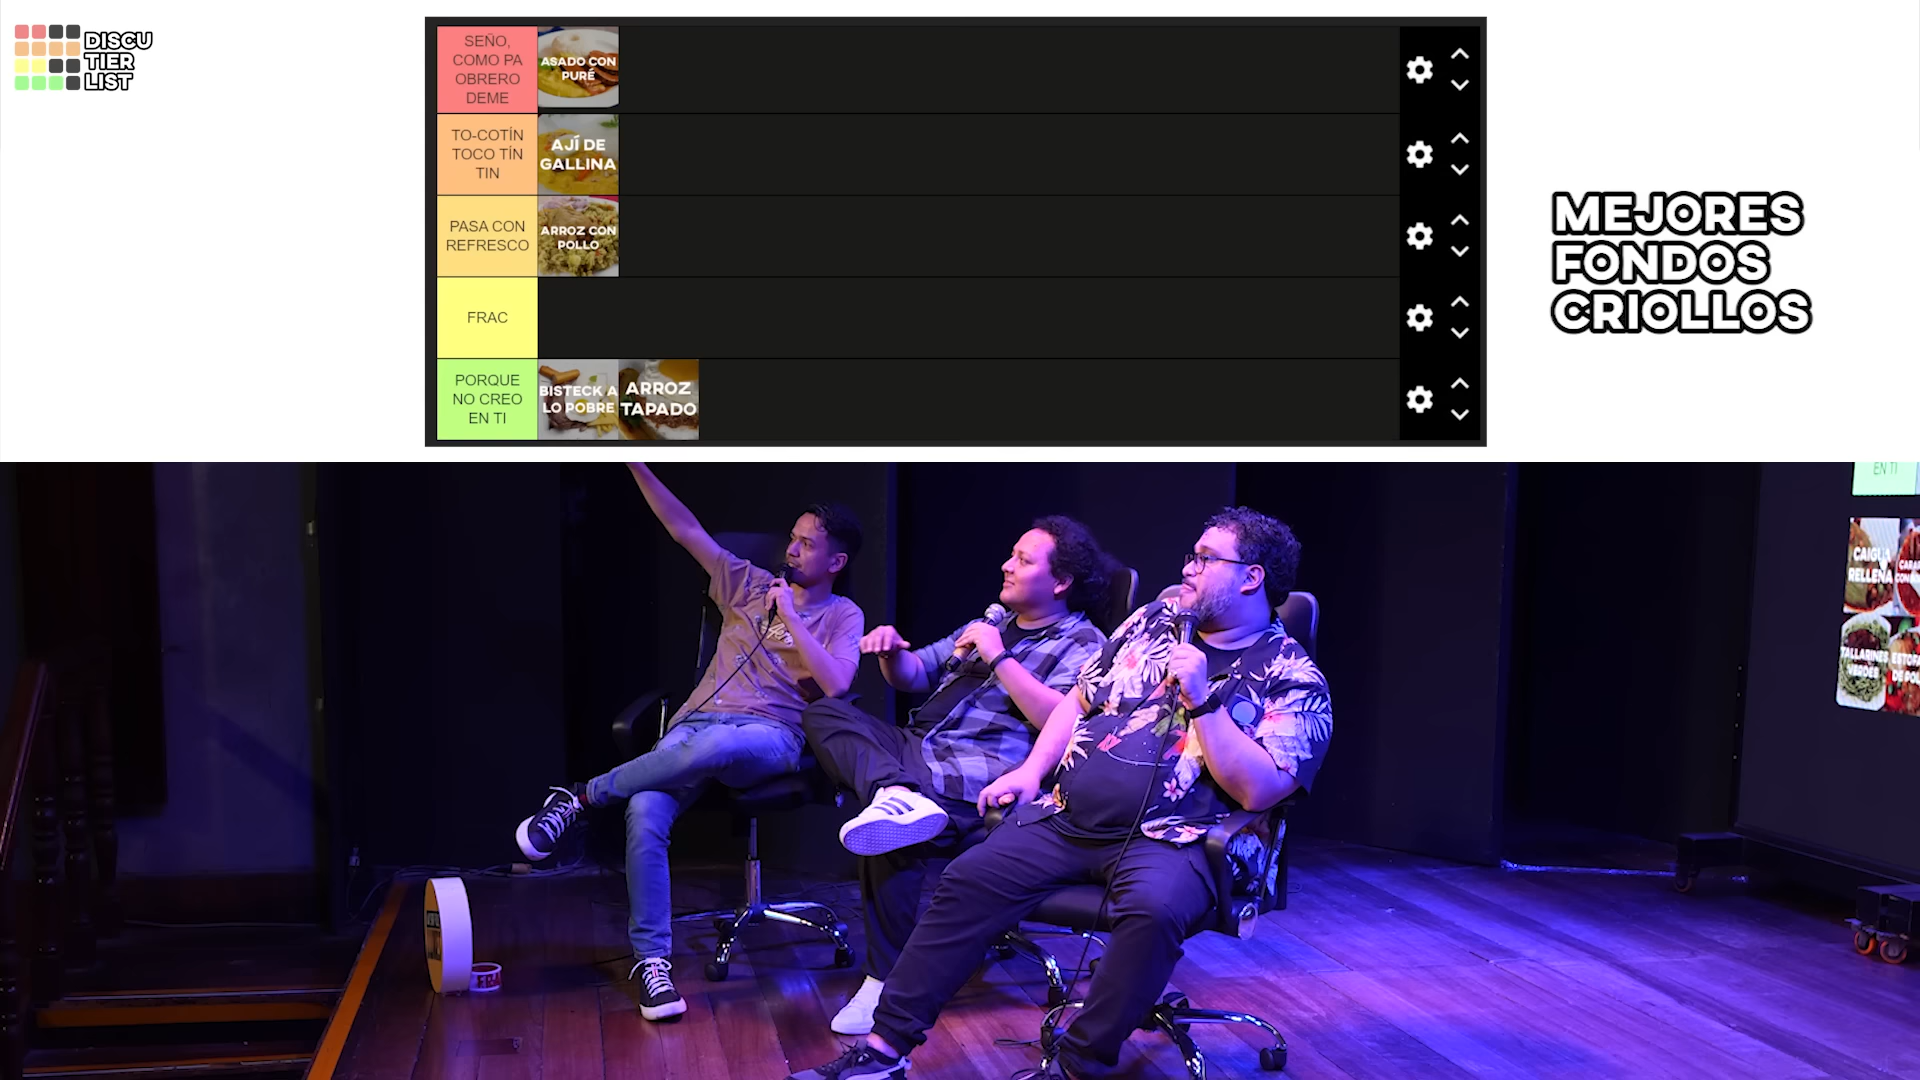 DISCU
TIER
LIST
SEÑO,
COMO PA
OBRERO
DEME
ASADO CON
PURÉ
TO-COTÍN
TOCO TÍN
TIN
AJÍ DE
GALLINA
PASA CON
REFRESCO
ARROZ CON
POLLO
FRAC
PORQUE
NO CREO
EN TI
BISTECK A
LO POBRE
ARROZ
TAPADO
MEJORES
FONDOS
CRIOLLOS
EN TI
CAIGUA
RELLENA
TALLARINES
VERDES